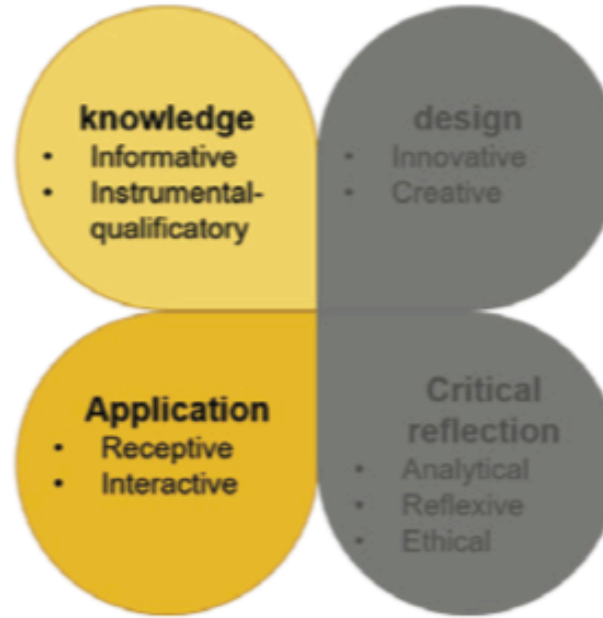 knowledge
• Informative
• Instrumental-
qualificatory
design
• Innovative
• Creative
Application
• Receptive
• Interactive
Critical
reflection
• Analytical
• Reflexive
• Ethical